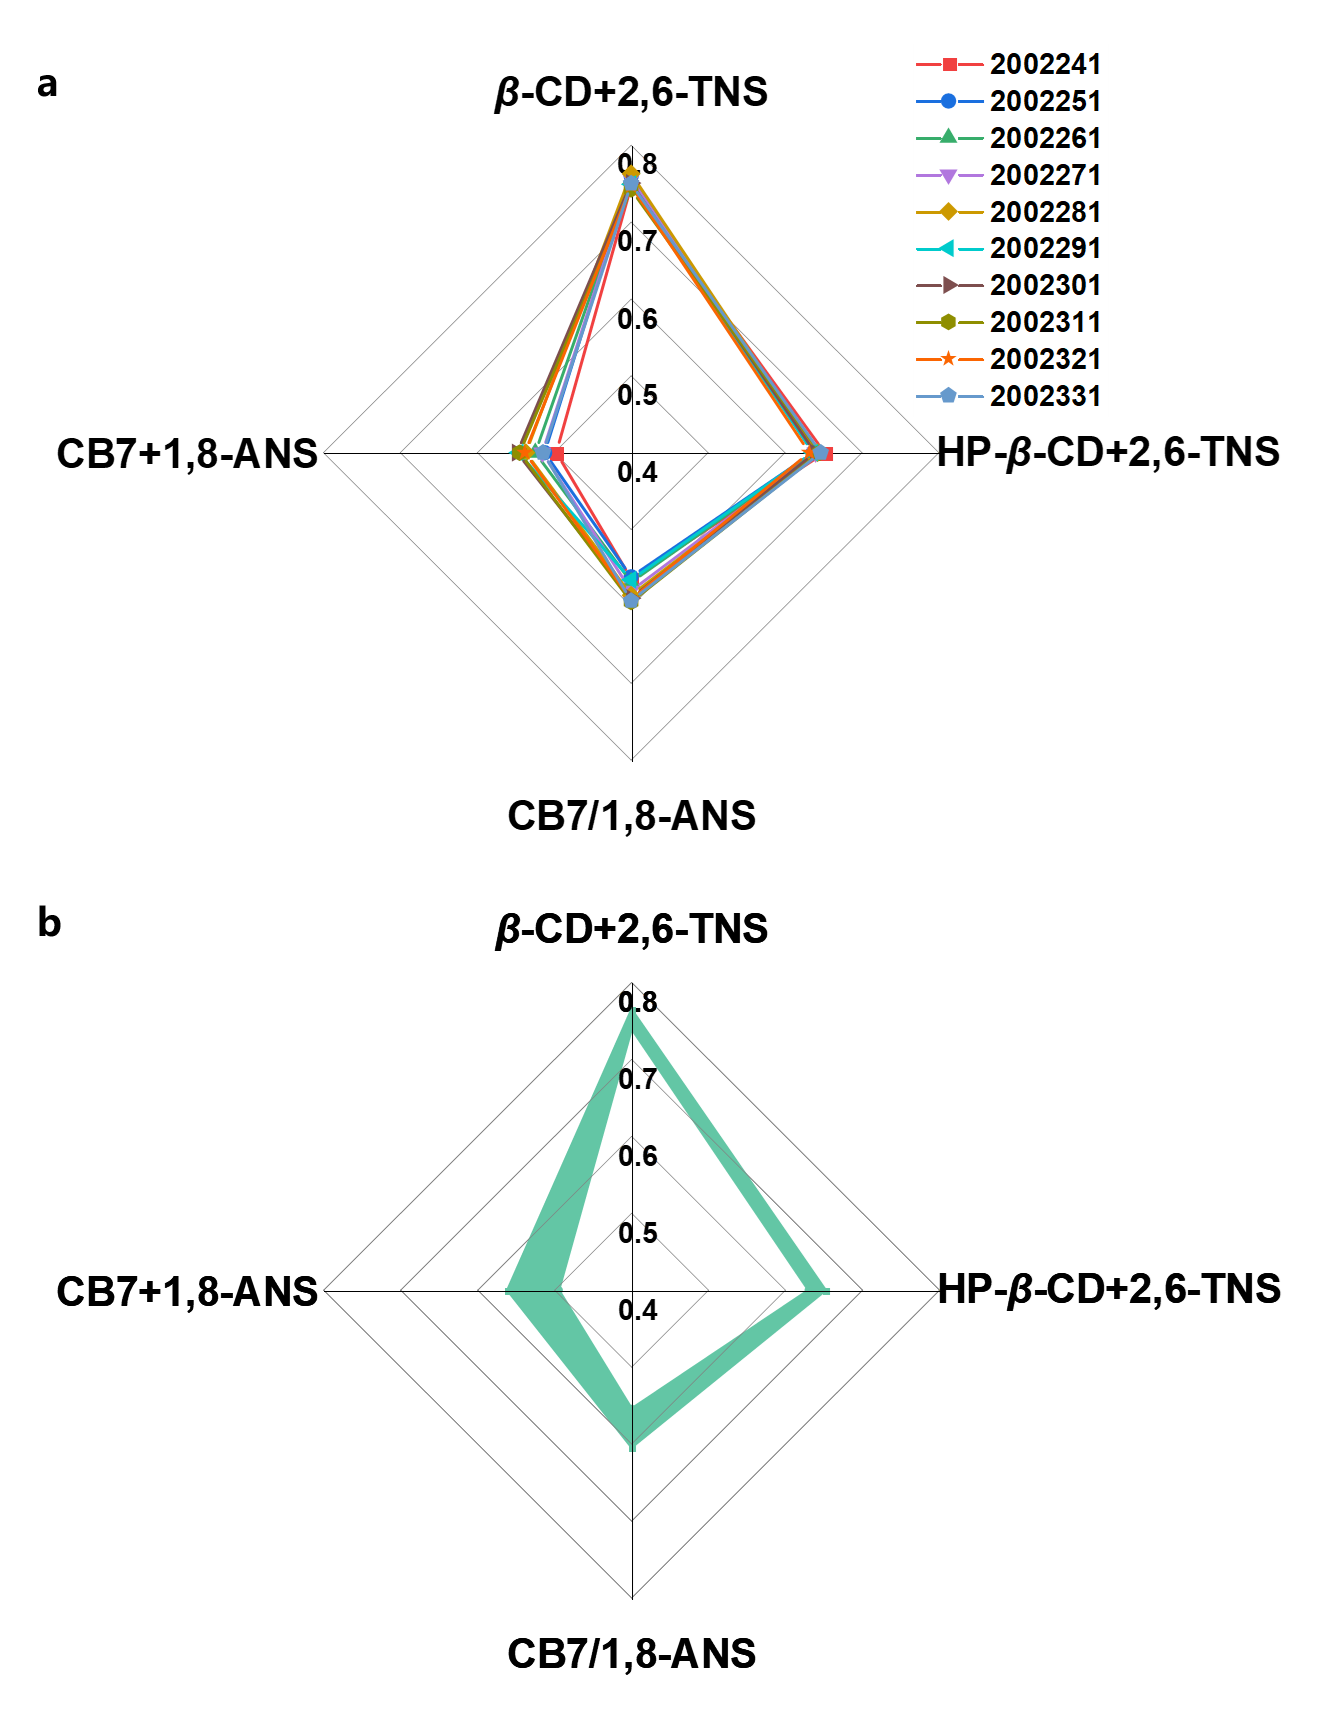 a
β-CD+2,6-TNS
2002241
2002251
2002261
2002271
2002281
2002291
2002301
2002311
2002321
2002331
0.8
0.7
0.6
0.5
0.4
CB7+1,8-ANS
HP-β-CD+2,6-TNS
CB7/1,8-ANS
b
β-CD+2,6-TNS
0.8
0.7
0.6
0.5
0.4
CB7+1,8-ANS
HP-β-CD+2,6-TNS
CB7/1,8-ANS